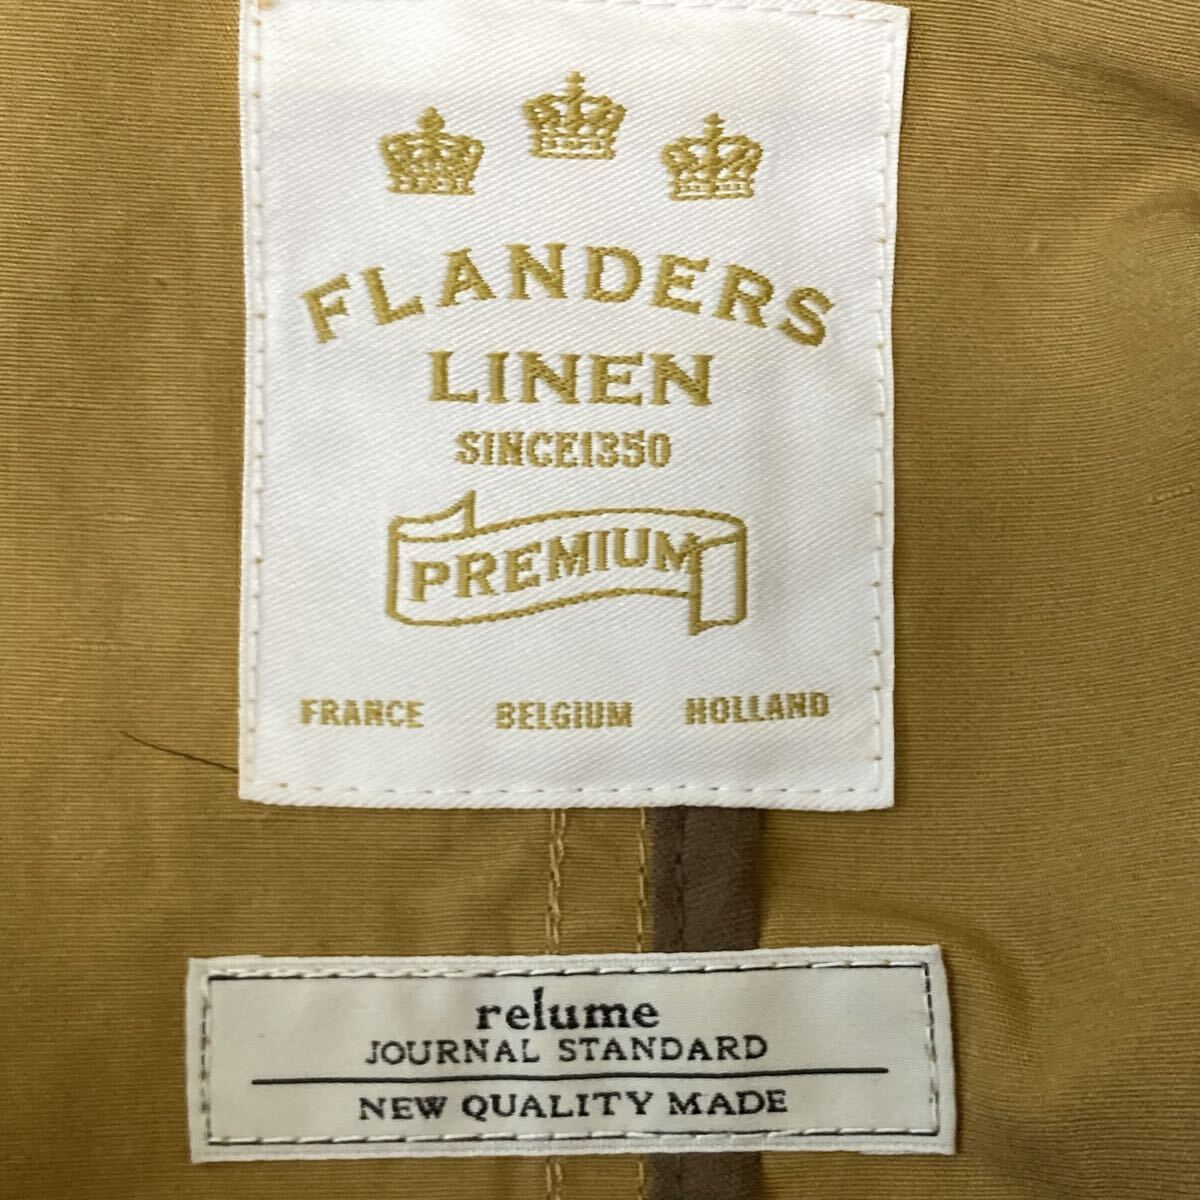 FLANDERS
LINEN
SINCE1350
PREMIUM
FRANCE BELGIUM HOLLAND
relume
JOURNAL STANDARD
NEW QUALITY MADE